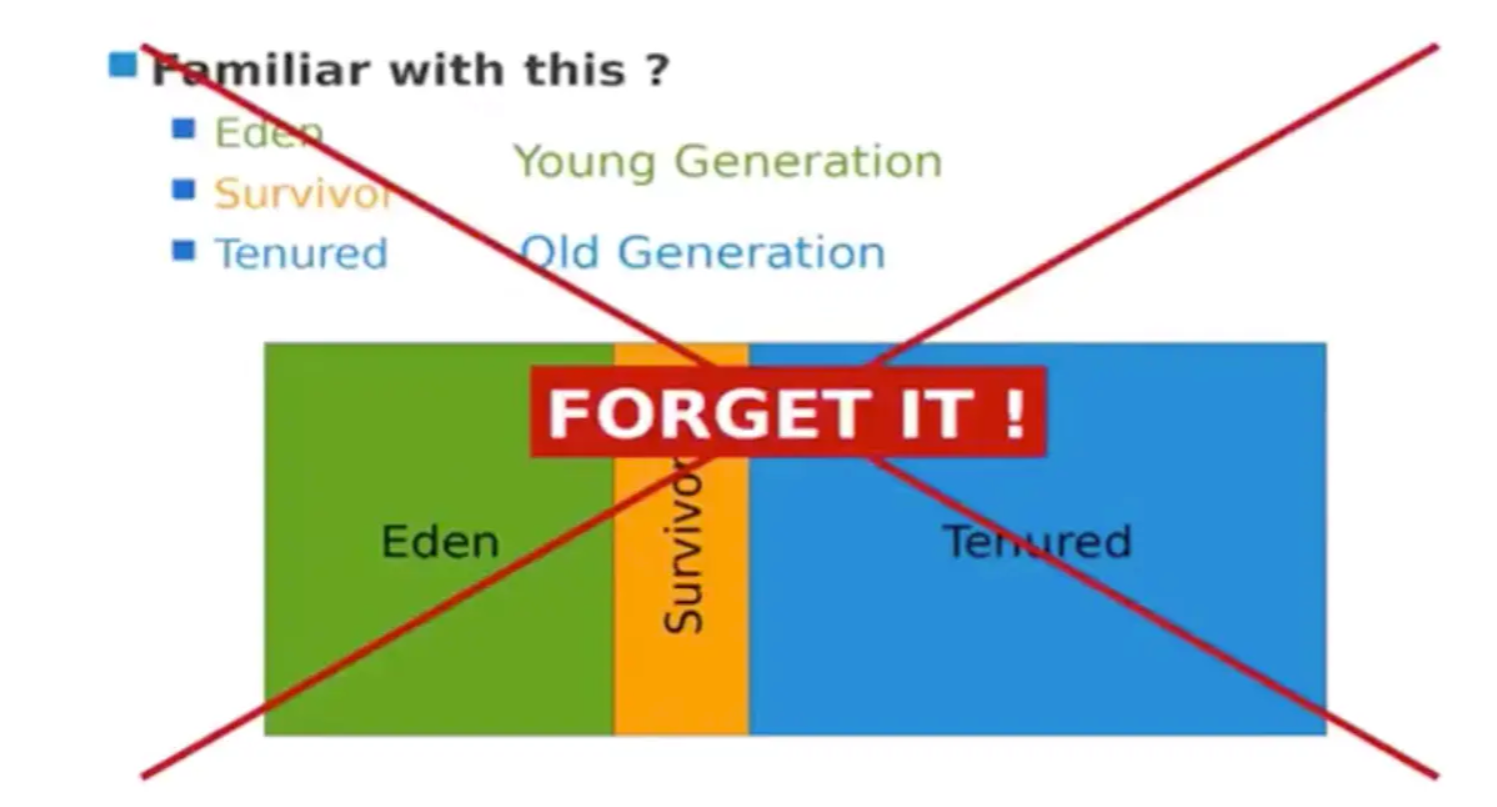 Familiar with this ?
Eden
Survivor
Tenured
Young Generation
Old Generation
FORGET IT !
Eden
Survivor
Tenured